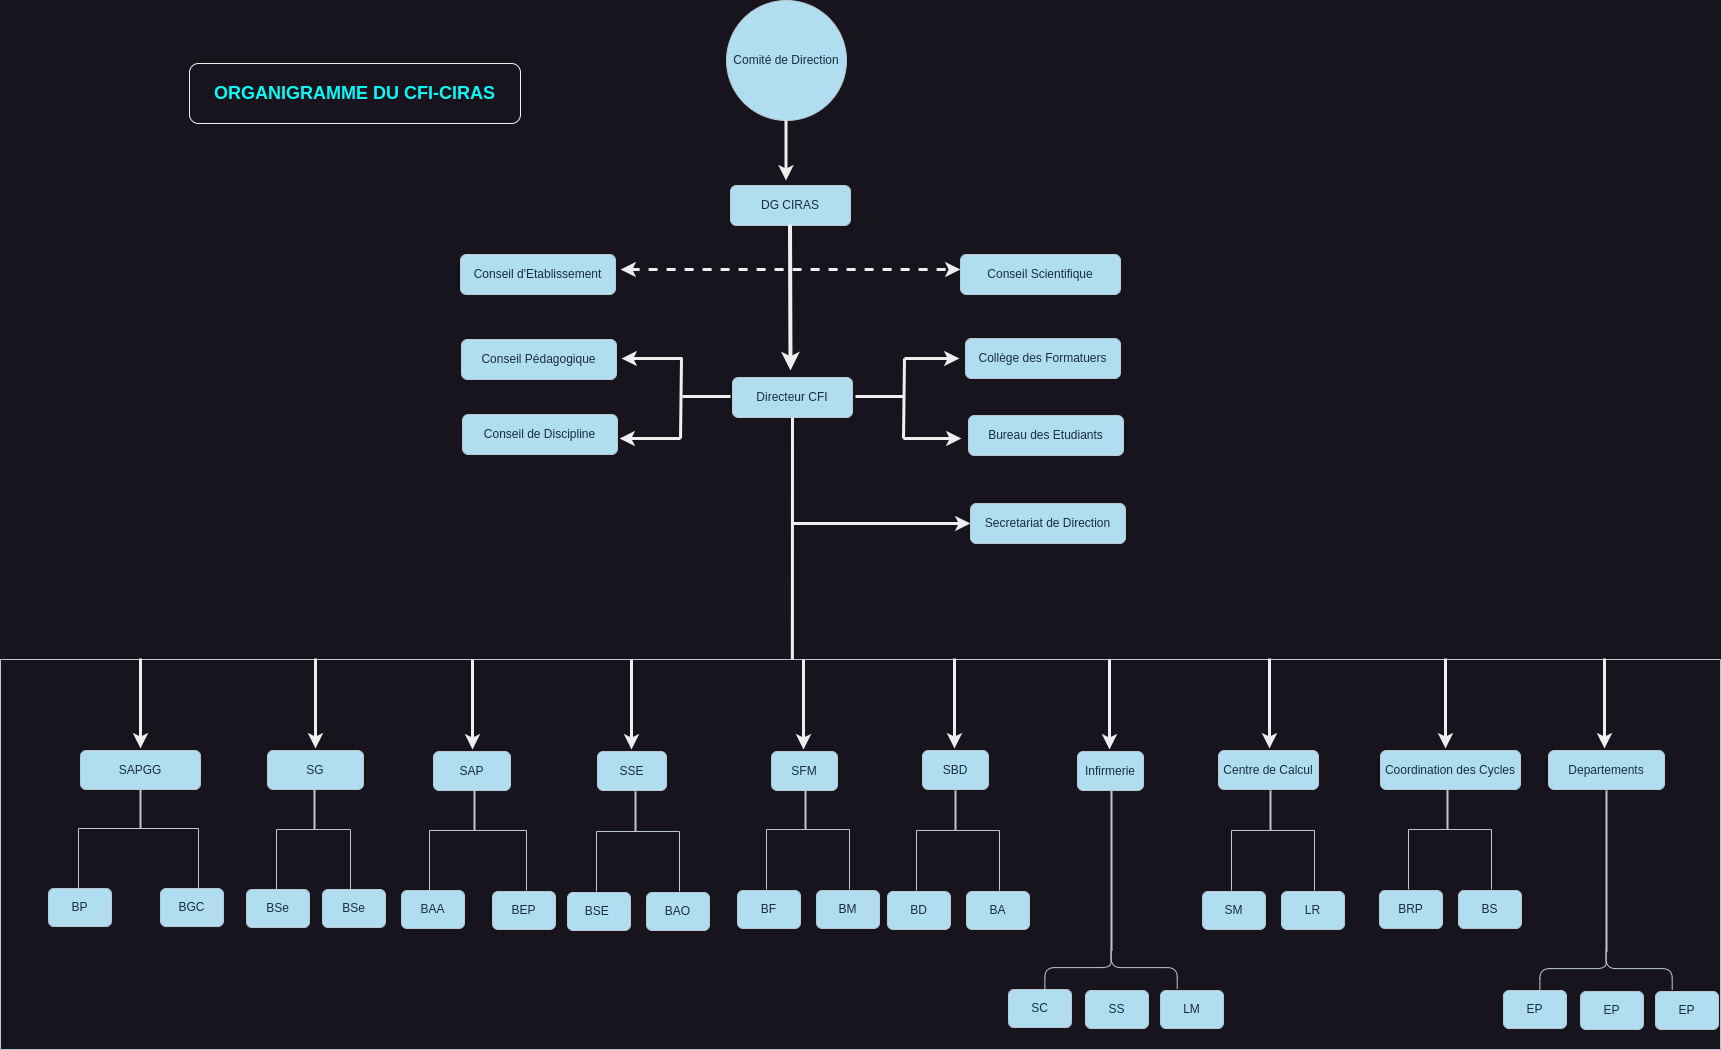 Comité de Direction
ORGANIGRAMME DU CFI-CIRAS
DG CIRAS
Conseil d'Etablissement
Conseil Scientifique
Conseil Pédagogique
Collège des Formatuers
Directeur CFI
Conseil de Discipline
Bureau des Etudiants
Secretariat de Direction
SAPGG
SG
SAP
SSE
SFM
SBD
Infirmerie
Centre de Calcul
Coordination des Cycles
Departements
BP
BGC
BSe
BSe
BAA
BEP
BSE
BAO
BF
BM
BD
BA
SM
LR
BRP
BS
SC
SS
LM
EP
EP
EP